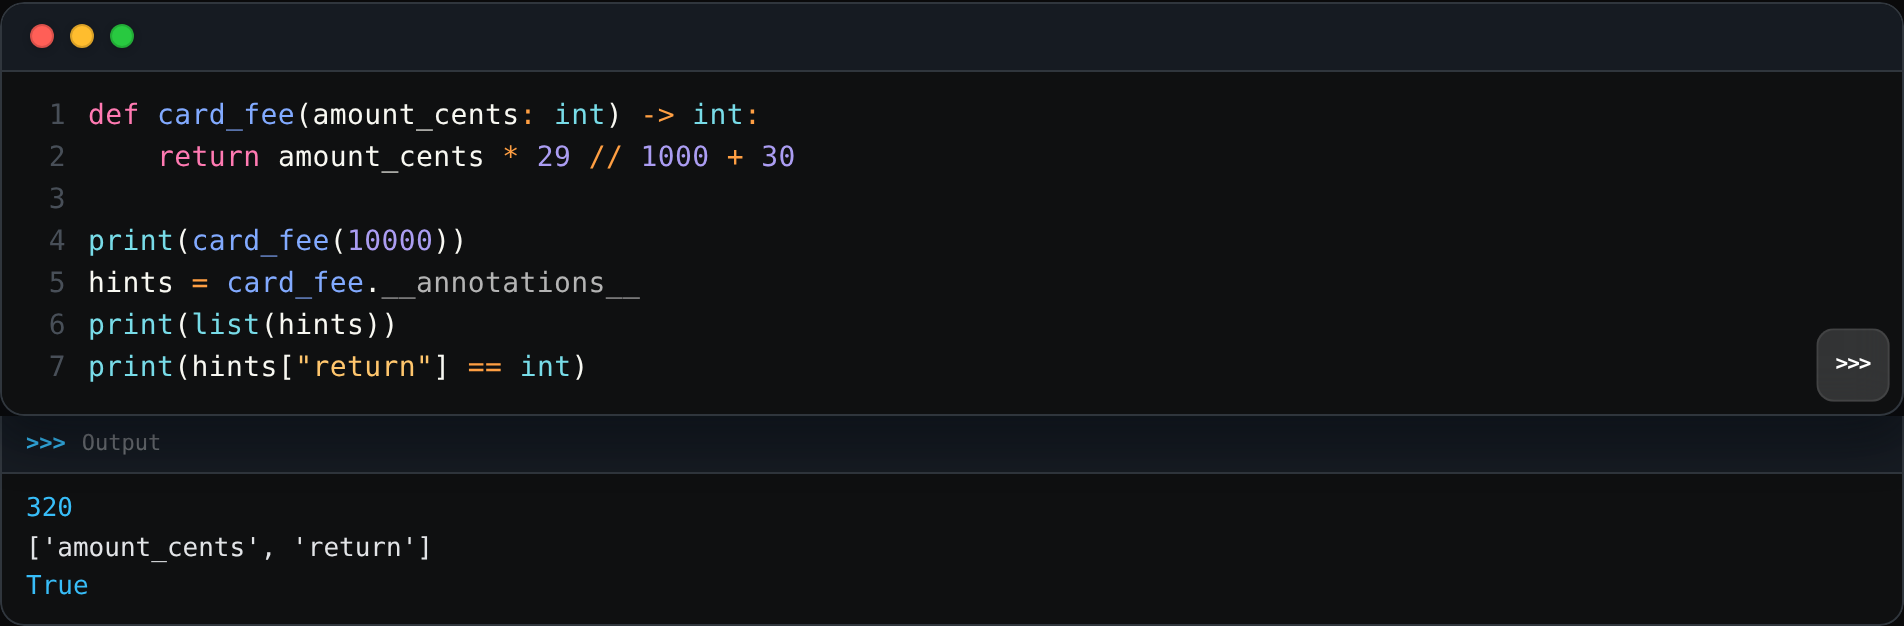 1 def card_fee(amount_cents: int) -> int:
2     return amount_cents * 29 // 1000 + 30
3
4 print(card_fee(10000))
5 hints = card_fee.__annotations__
6 print(list(hints))
7 print(hints["return"] == int)
>>>
>>> Output
320
['amount_cents', 'return']
True